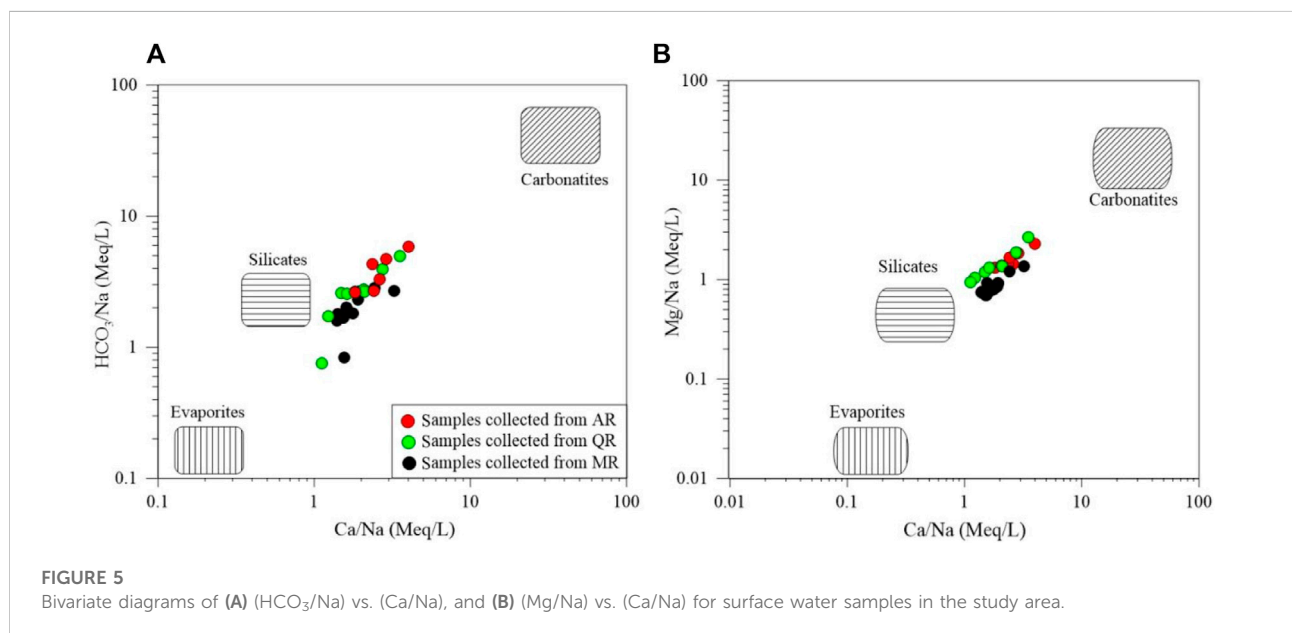 A
B
100
10
1
0.1
HCO₃/Na (Meq/L)
Carbonatites
Silicates
Evaporites
Samples collected from AR
Samples collected from QR
Samples collected from MR
0.1 1 10 100
Ca/Na (Meq/L)
100
10
1
0.1
0.01
Mg/Na (Meq/L)
Carbonatites
Silicates
Evaporites
0.01 0.1 1 10 100
Ca/Na (Meq/L)
FIGURE 5
Bivariate diagrams of (A) (HCO₃/Na) vs. (Ca/Na), and (B) (Mg/Na) vs. (Ca/Na) for surface water samples in the study area.